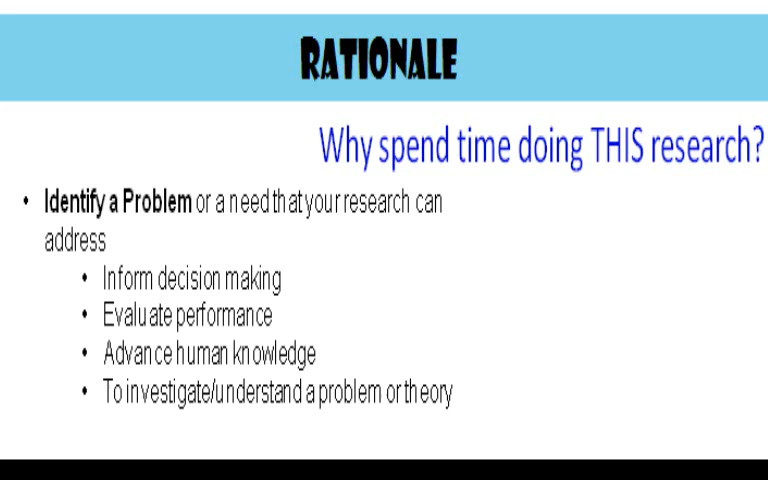 RATIONALE
Why spend time doing THIS research?
• Identify a Problem or a need that your research can
address
• Inform decision making
• Evaluate performance
• Advance human knowledge
• To investigate/understand a problem or theory